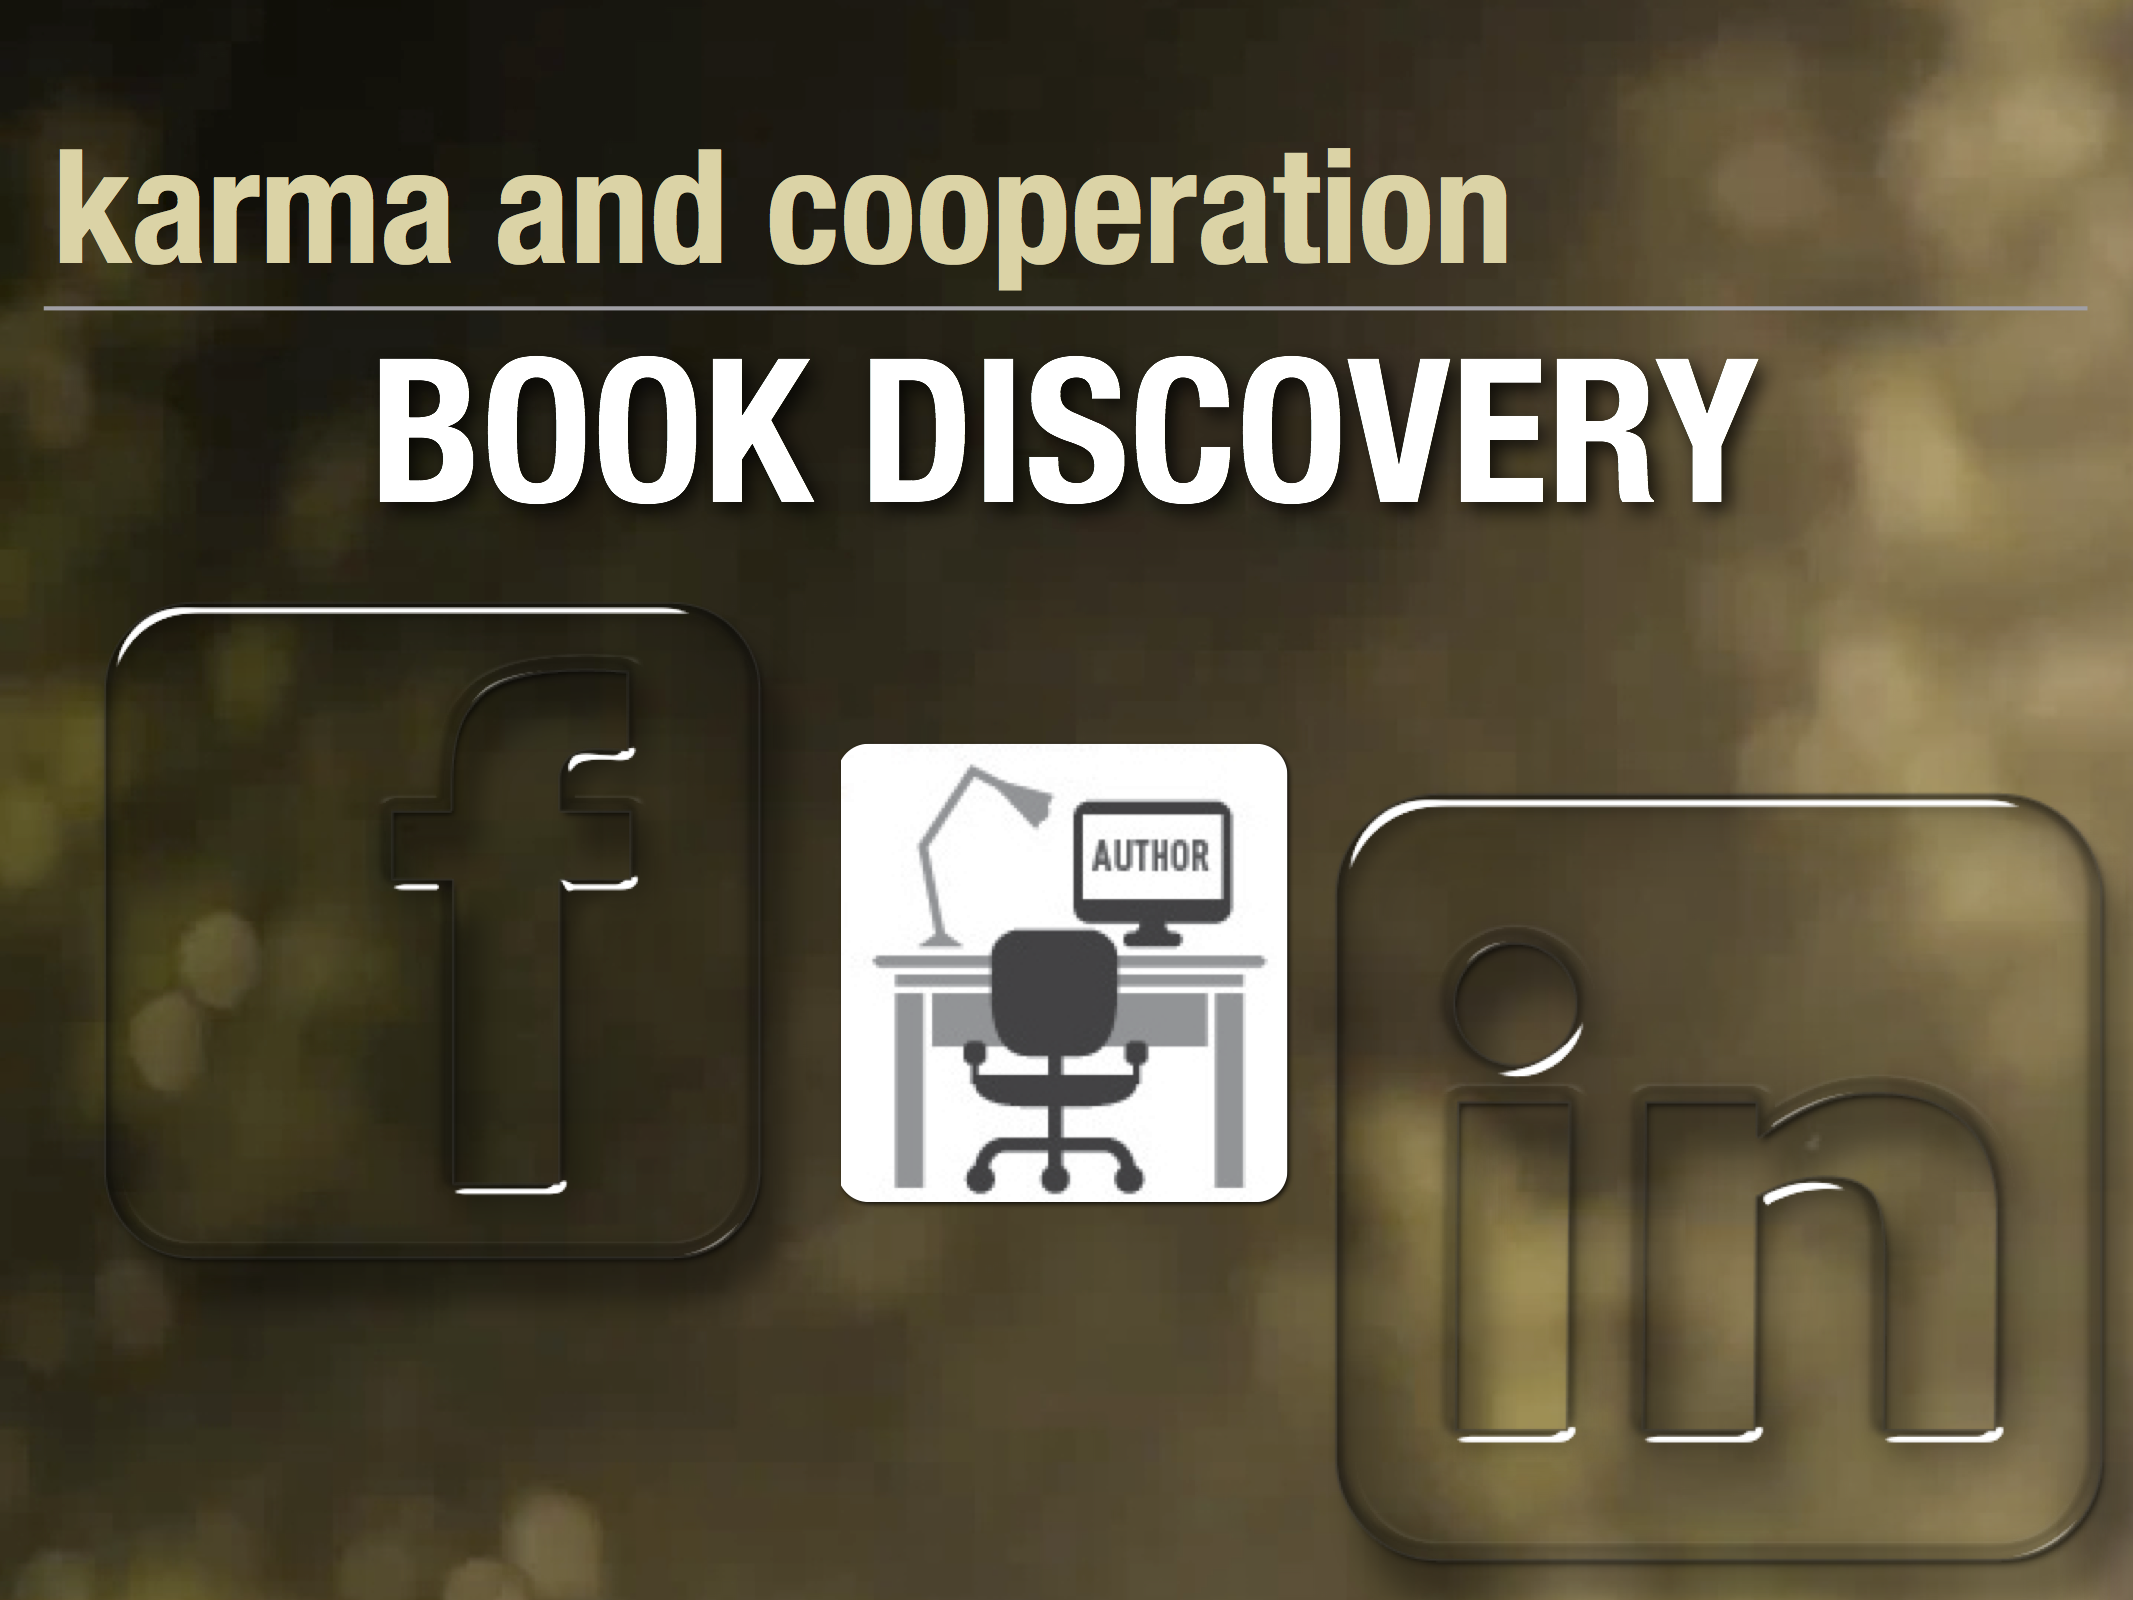 karma and cooperation
BOOK DISCOVERY
f
AUTHOR
in